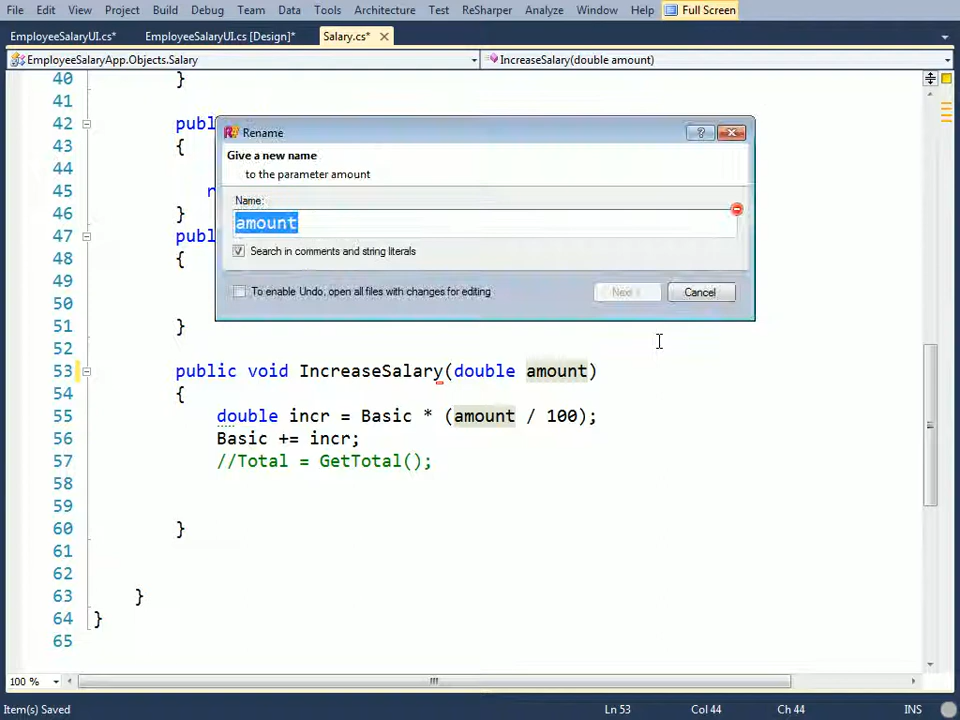 File Edit View Project Build Debug Team Data Tools Architecture Test ReSharper Analyze Window Help Full Screen
EmployeeSalaryUI.cs* EmployeeSalaryUI.cs [Design]* Salary.cs*
EmployeeSalaryApp.Objects.Salary IncreaseSalary(double amount)
40 }
41
42 publ
43 {
44
45 r
46 }
47 publ
48 {
49
50
51 }
52
53 public void IncreaseSalary(double amount)
54 {
55 double incr = Basic * (amount / 100);
56 Basic += incr;
57 //Total = GetTotal();
58
59
60 }
61
62
63 }
64 }
65
Rename
Give a new name
to the parameter amount
Name:
amount
Search in comments and string literals
To enable Undo, open all files with changes for editing
Next >
Cancel
100 %
Item(s) Saved Ln 53 Col 44 Ch 44 INS